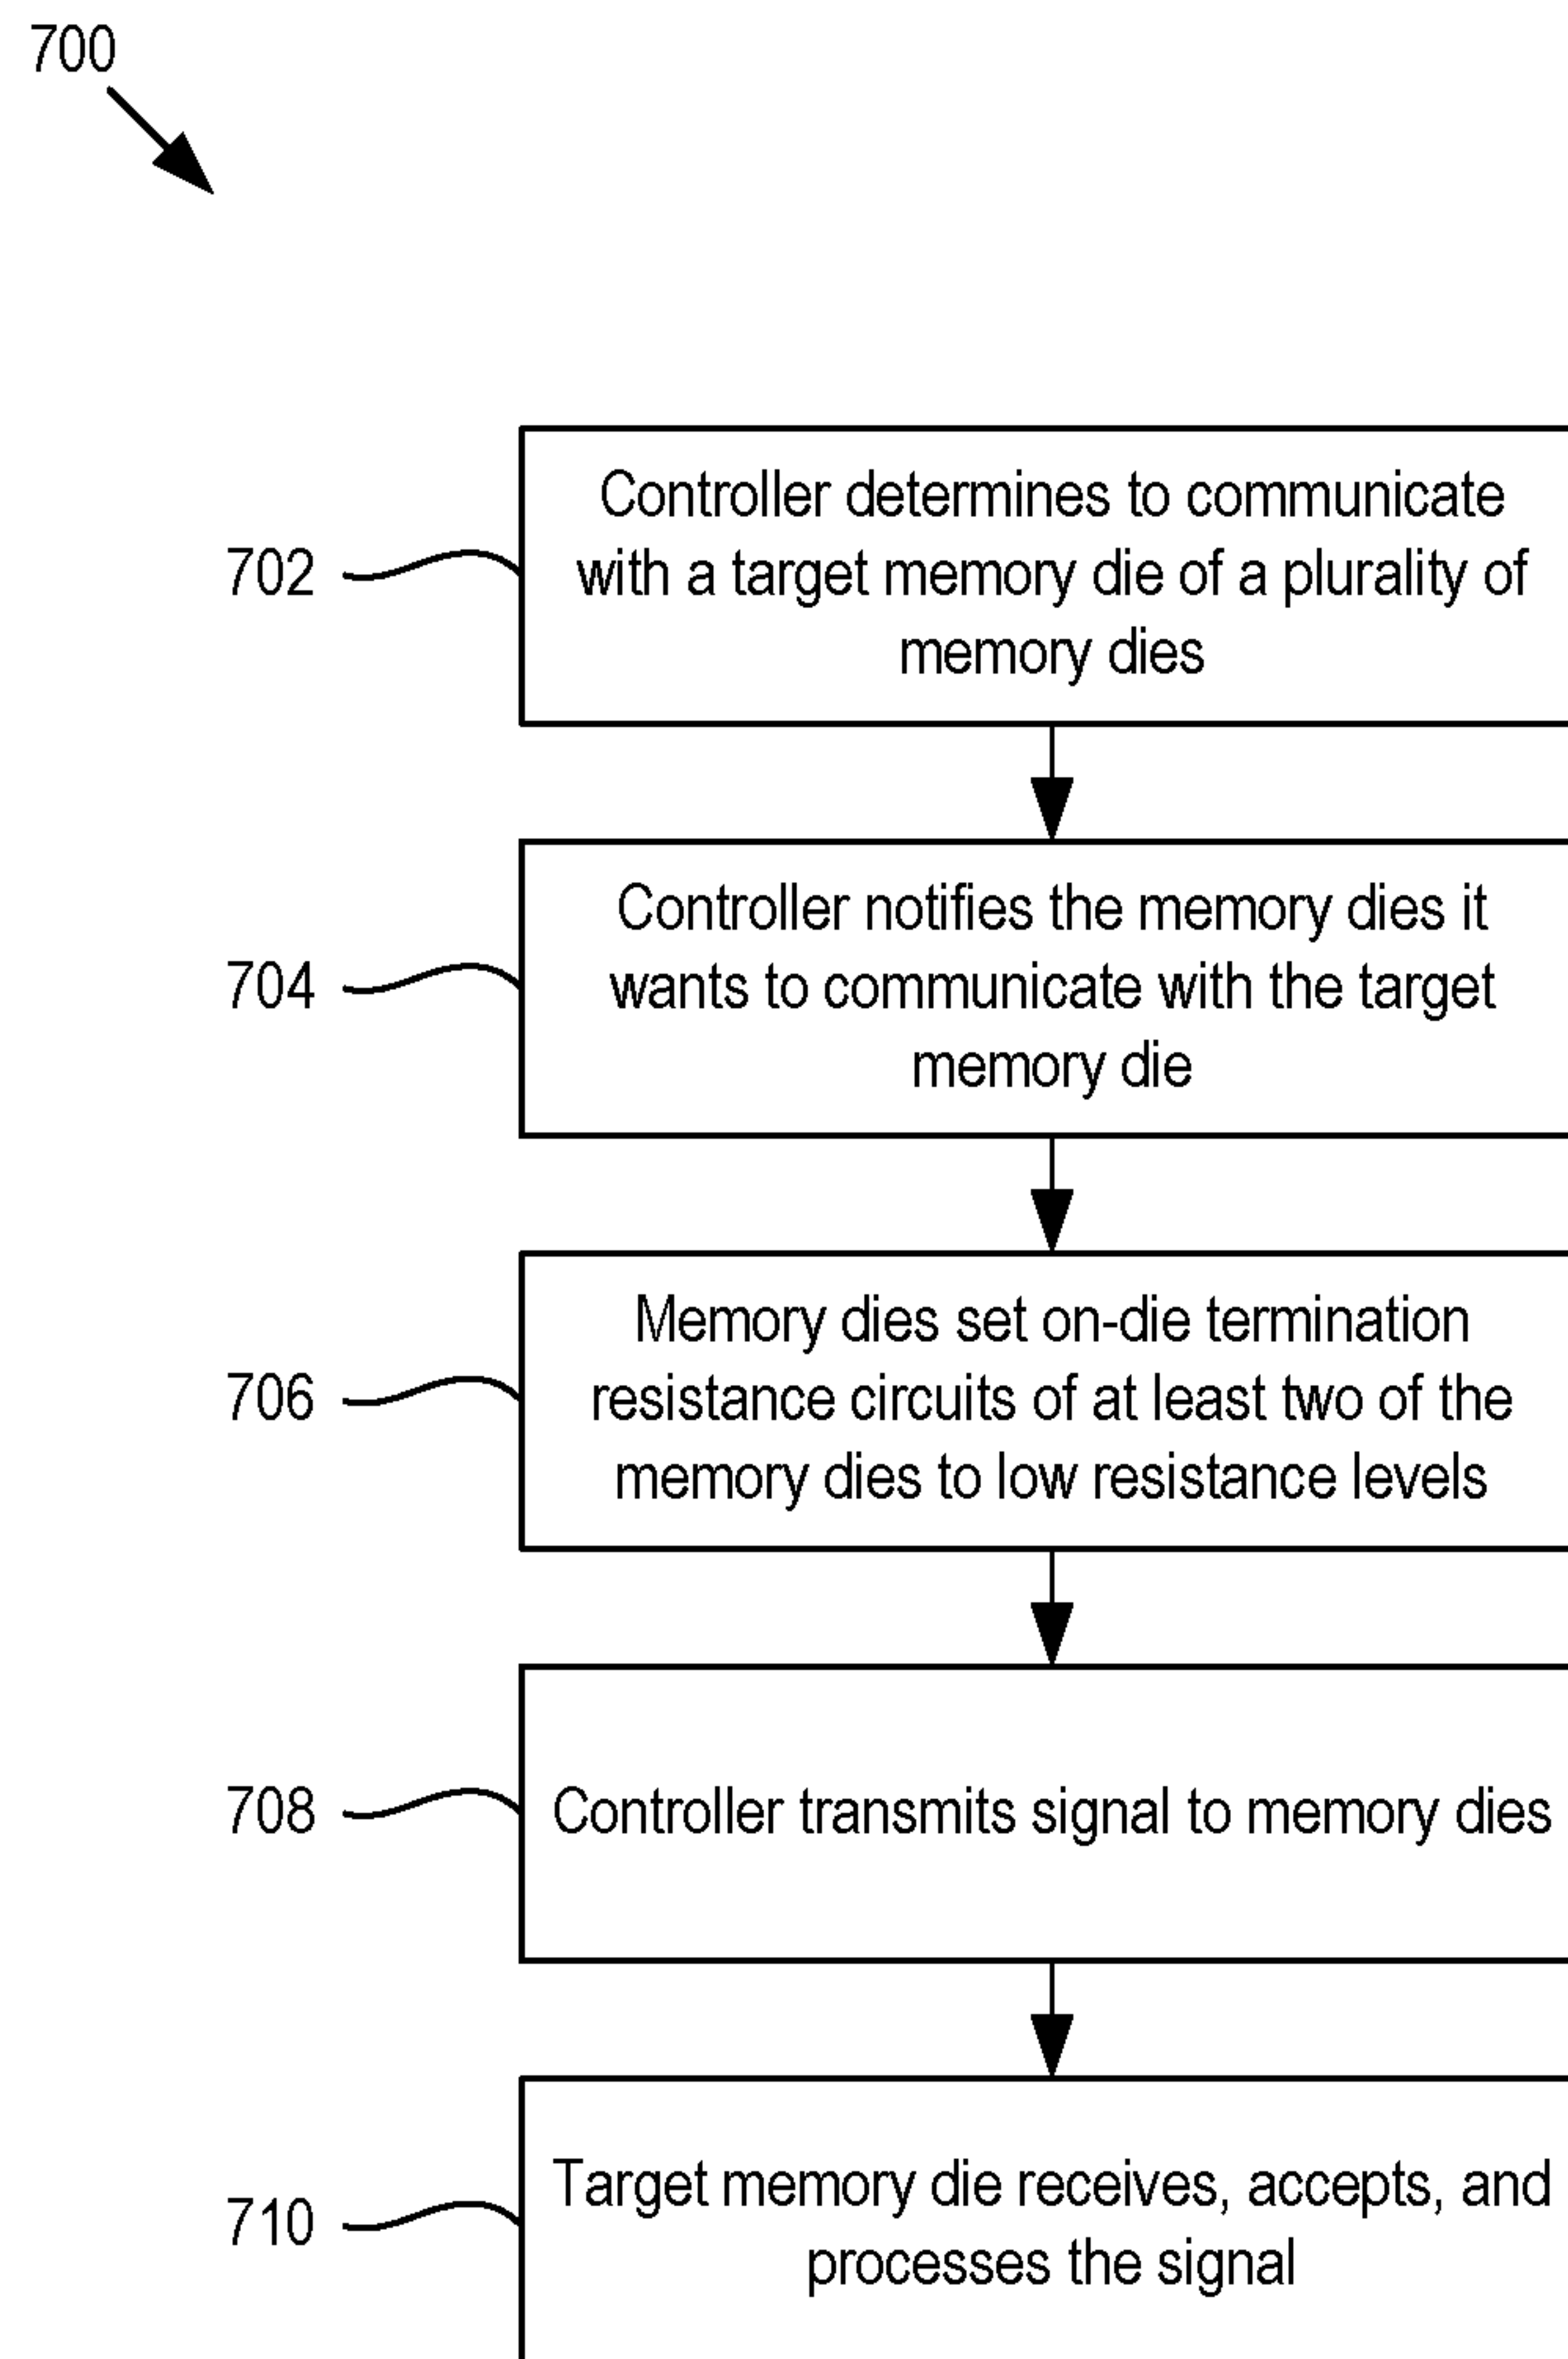 700
702
Controller determines to communicate
with a target memory die of a plurality of
memory dies
704
Controller notifies the memory dies it
wants to communicate with the target
memory die
706
Memory dies set on-die termination
resistance circuits of at least two of the
memory dies to low resistance levels
708
Controller transmits signal to memory dies
710
Target memory die receives, accepts, and
processes the signal